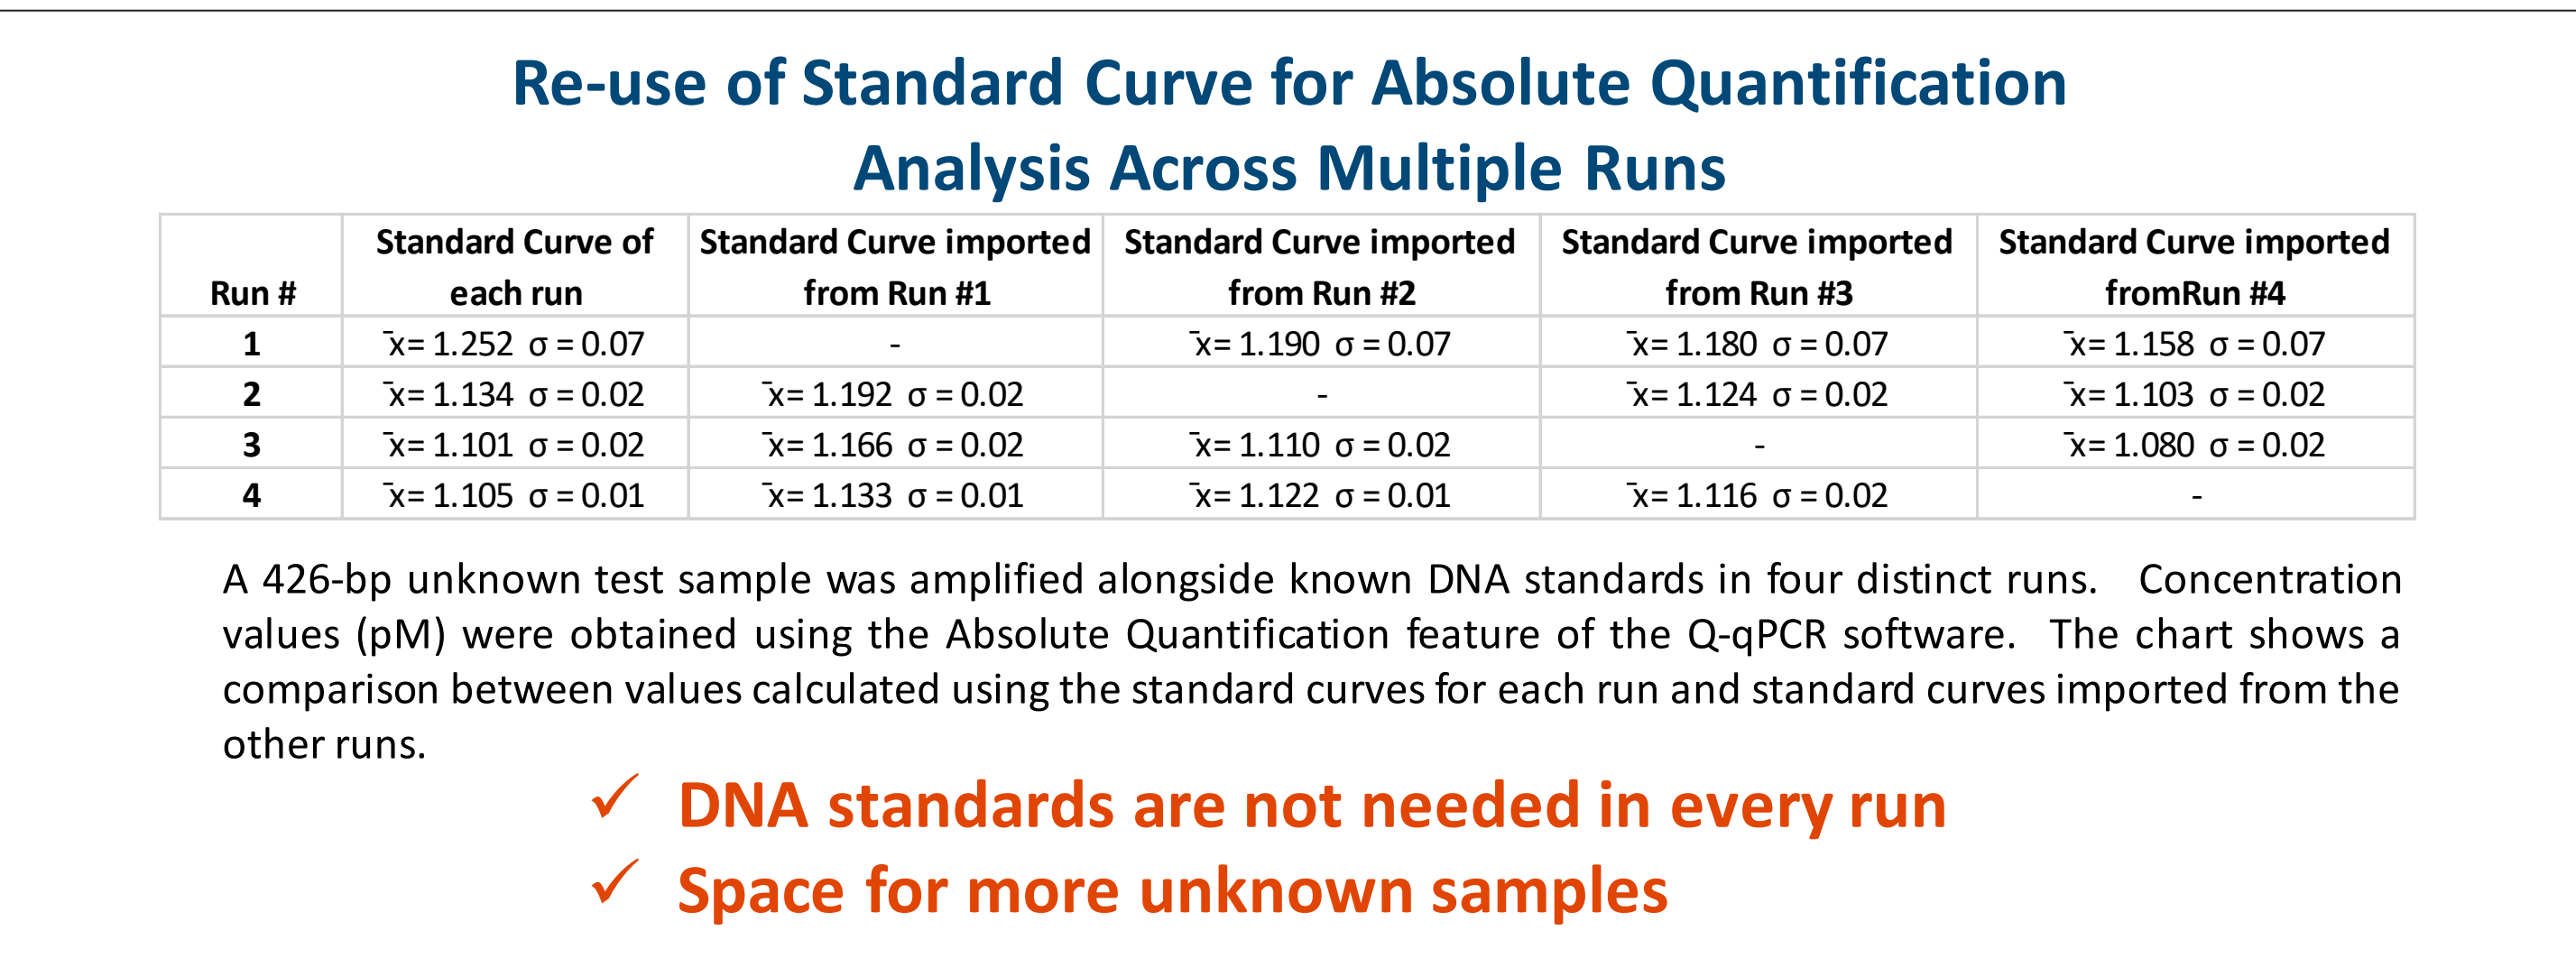 Re-use of Standard Curve for Absolute Quantification
Analysis Across Multiple Runs
Run # | Standard Curve of each run | Standard Curve imported from Run #1 | Standard Curve imported from Run #2 | Standard Curve imported from Run #3 | Standard Curve imported fromRun #4
1 | ¯x= 1.252 σ = 0.07 | - | ¯x= 1.190 σ = 0.07 | ¯x= 1.180 σ = 0.07 | ¯x= 1.158 σ = 0.07
2 | ¯x= 1.134 σ = 0.02 | ¯x= 1.192 σ = 0.02 | - | ¯x= 1.124 σ = 0.02 | ¯x= 1.103 σ = 0.02
3 | ¯x= 1.101 σ = 0.02 | ¯x= 1.166 σ = 0.02 | ¯x= 1.110 σ = 0.02 | - | ¯x= 1.080 σ = 0.02
4 | ¯x= 1.105 σ = 0.01 | ¯x= 1.133 σ = 0.01 | ¯x= 1.122 σ = 0.01 | ¯x= 1.116 σ = 0.02 | -
A 426-bp unknown test sample was amplified alongside known DNA standards in four distinct runs. Concentration
values (pM) were obtained using the Absolute Quantification feature of the Q-qPCR software. The chart shows a
comparison between values calculated using the standard curves for each run and standard curves imported from the
other runs.
✓ DNA standards are not needed in every run
✓ Space for more unknown samples